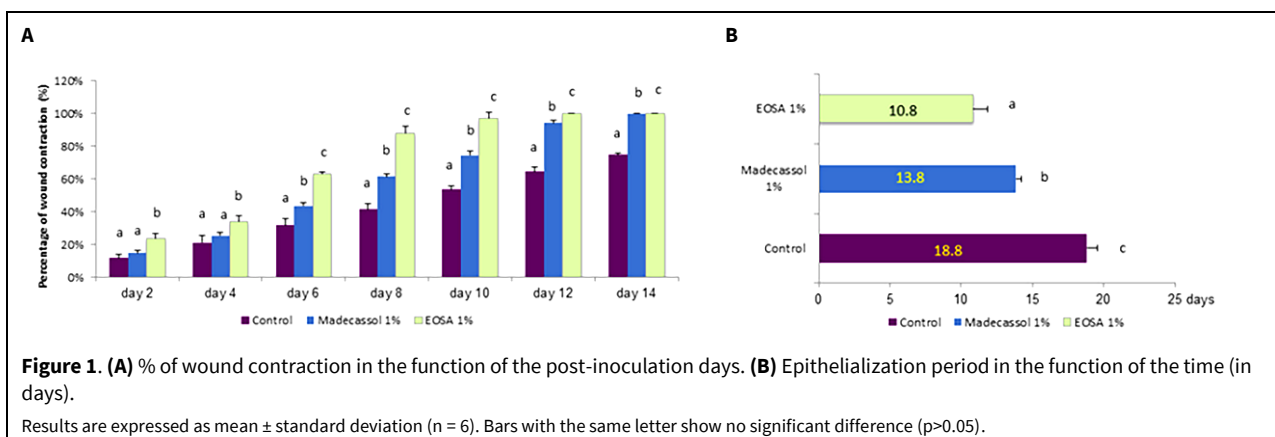 A
B
Percentage of wound contraction (%)
120%
100%
80%
60%
40%
20%
0%
a a b
a a b
a b c
a b c
a b c
a b c
a b c
day 2 day 4 day 6 day 8 day 10 day 12 day 14
Control Madecassol 1% EOSA 1%
EOSA 1% 10.8 a
Madecassol
1%
13.8 b
Control 18.8 c
0 5 10 15 20 25 days
Control Madecassol 1% EOSA 1%
Figure 1. (A) % of wound contraction in the function of the post-inoculation days. (B) Epithelialization period in the function of the time (in
days).
Results are expressed as mean ± standard deviation (n = 6). Bars with the same letter show no significant difference (p>0.05).